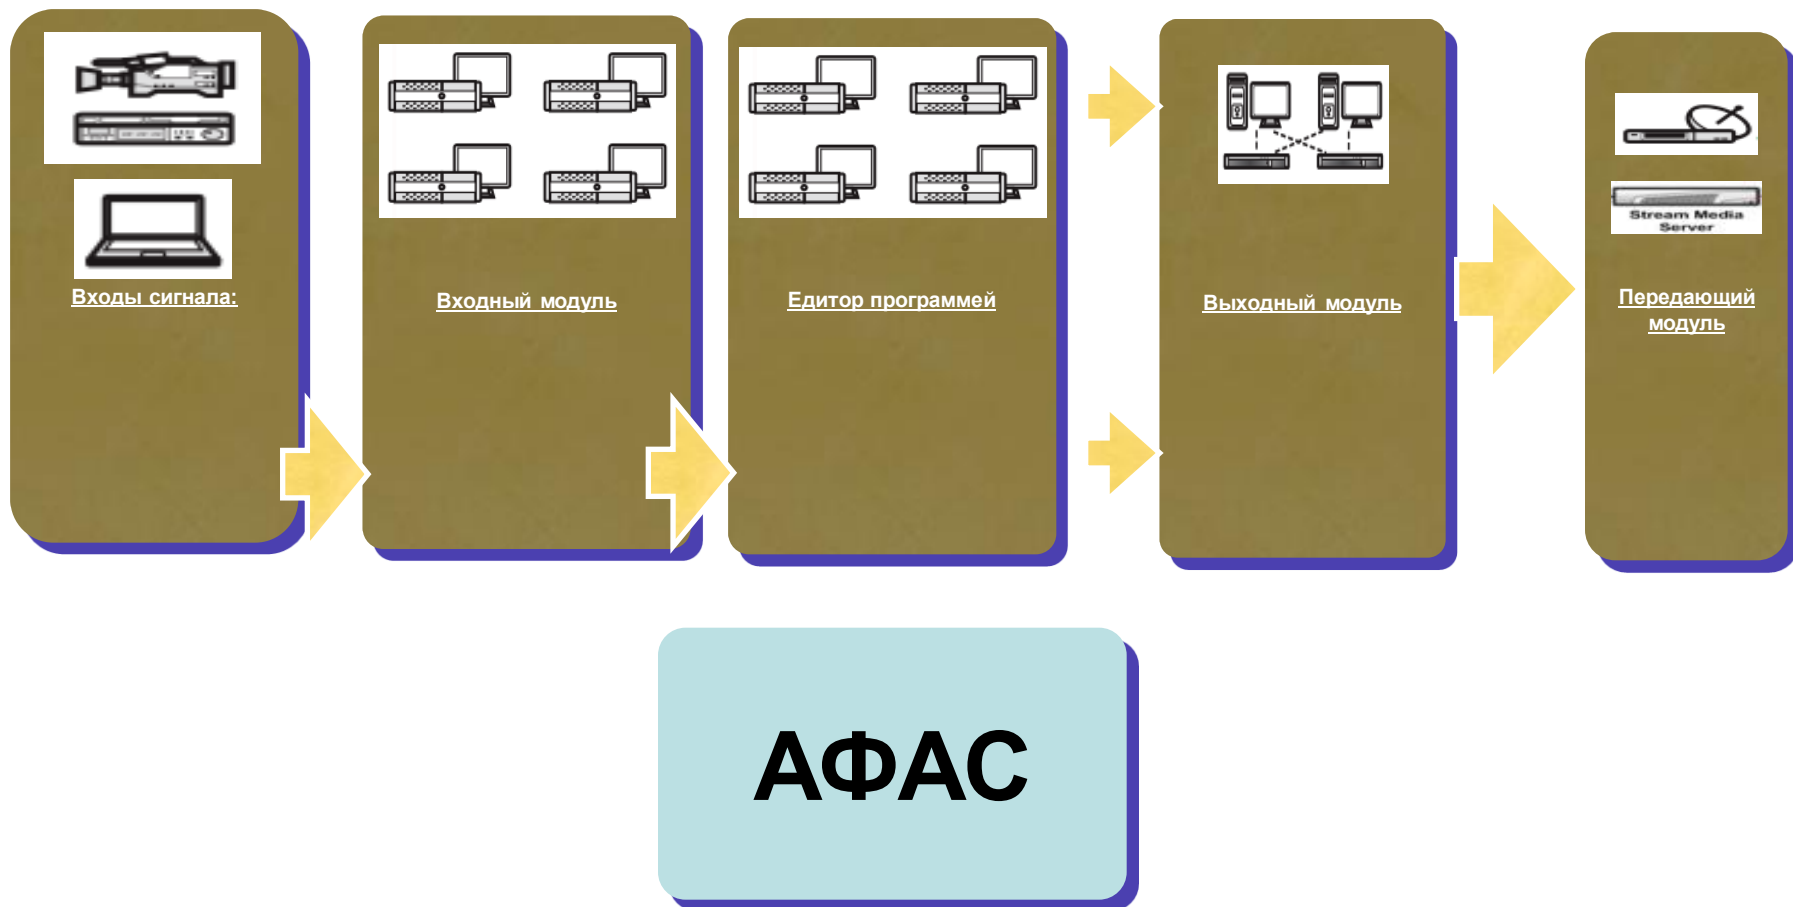 Входы сигнала:
Входный модуль
Едитор программей
Выходный модуль
Stream Media
Server
Передающий
модуль
АФАС